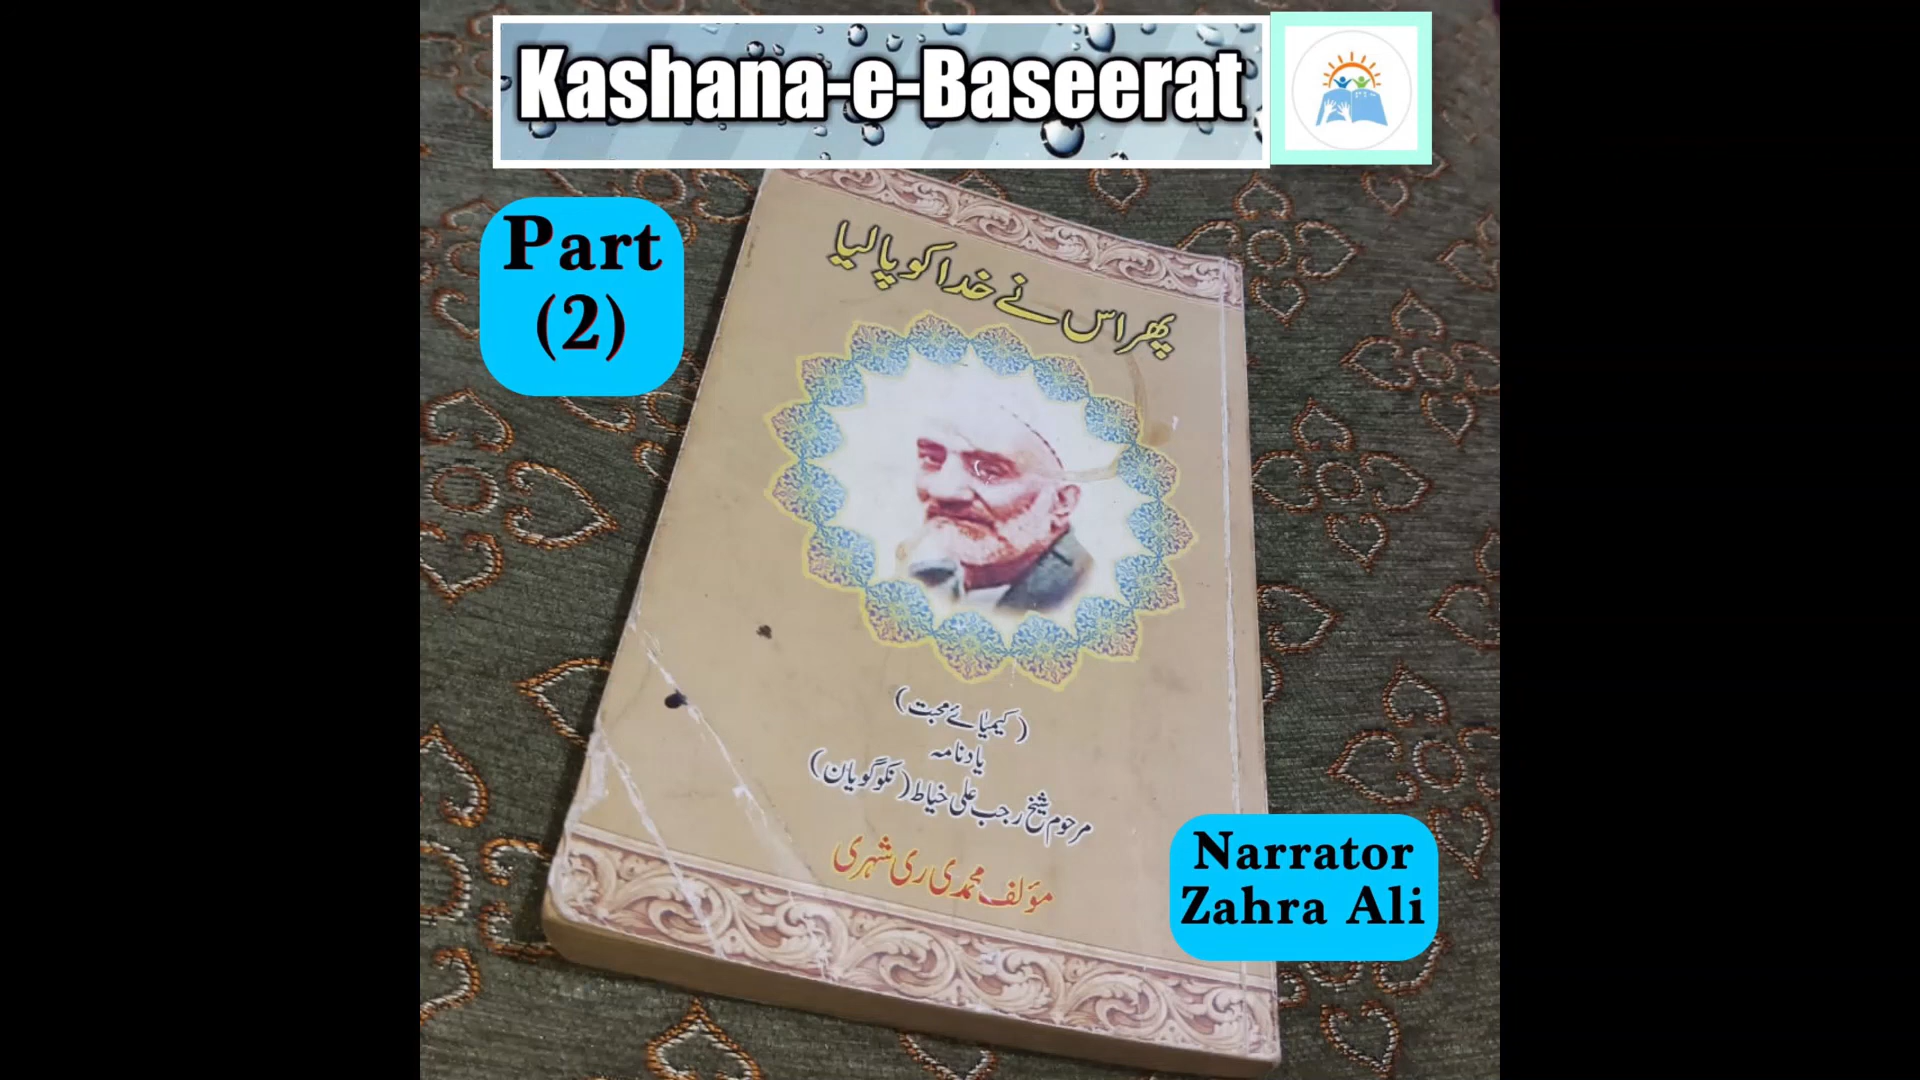 Kashana-e-Baseerat
Part
(2)
پھر اس نے خدا کو پا لیا
(کیمیائے محبت)
یادنامہ
مرحوم شیخ رجب علی خیاط (نکوگویان)
مؤلف محمدی ری شہری
Narrator
Zahra Ali